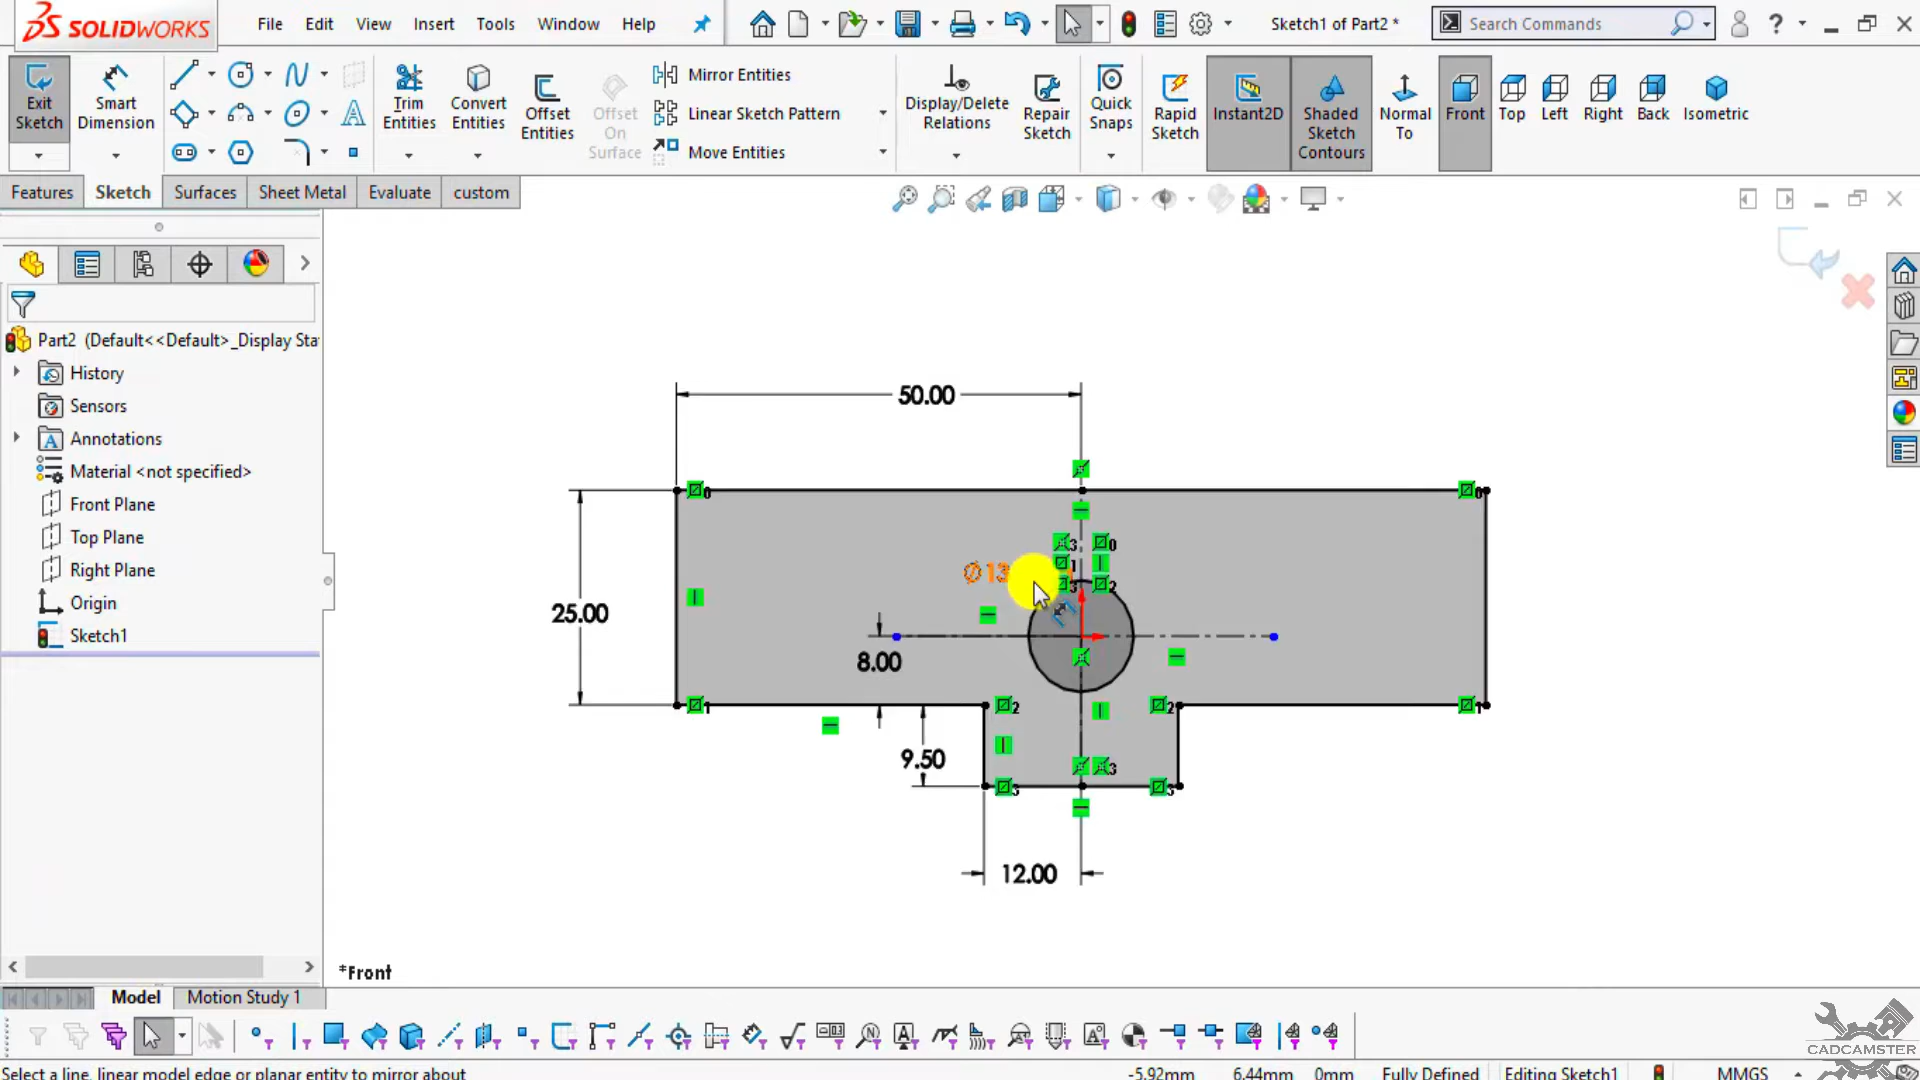 SOLIDWORKS
File Edit View Insert Tools Window Help
Sketch1 of Part2 *
Search Commands
Exit Sketch
Smart Dimension
Trim Entities
Convert Entities
Offset Entities
Offset On Surface
Mirror Entities
Linear Sketch Pattern
Move Entities
Display/Delete Relations
Repair Sketch
Quick Snaps
Rapid Sketch
Instant2D
Shaded Sketch Contours
Normal To
Front
Top
Left
Right
Back
Isometric
Features Sketch Surfaces Sheet Metal Evaluate custom
Part2 (Default<<Default>_Display Sta
History
Sensors
Annotations
Material <not specified>
Front Plane
Top Plane
Right Plane
Origin
Sketch1
50.00
25.00
8.00
9.50
12.00
*Front
Model Motion Study 1
CADCAMSTER
Select a line, linear model edge or planar entity to mirror about
-5.92mm 6.44mm 0mm Fully Defined Editing Sketch1 MMGS